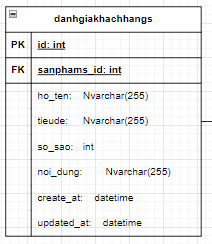 danhgiakhachhangs
PK id: int
FK sanphams_id: int
ho_ten: Nvarchar(255)
tieude: Nvarchar(255)
so_sao: int
noi_dung: Nvarchar(255)
create_at: datetime
updated_at: datetime